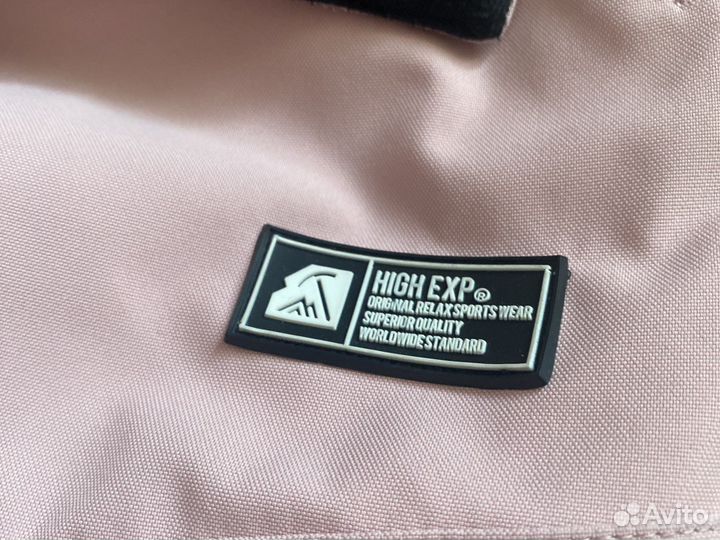 HIGH EXP®
ORIGINAL RELAX SPORTS WEAR
SUPERIOR QUALITY
WORLDWIDE STANDARD
Avito